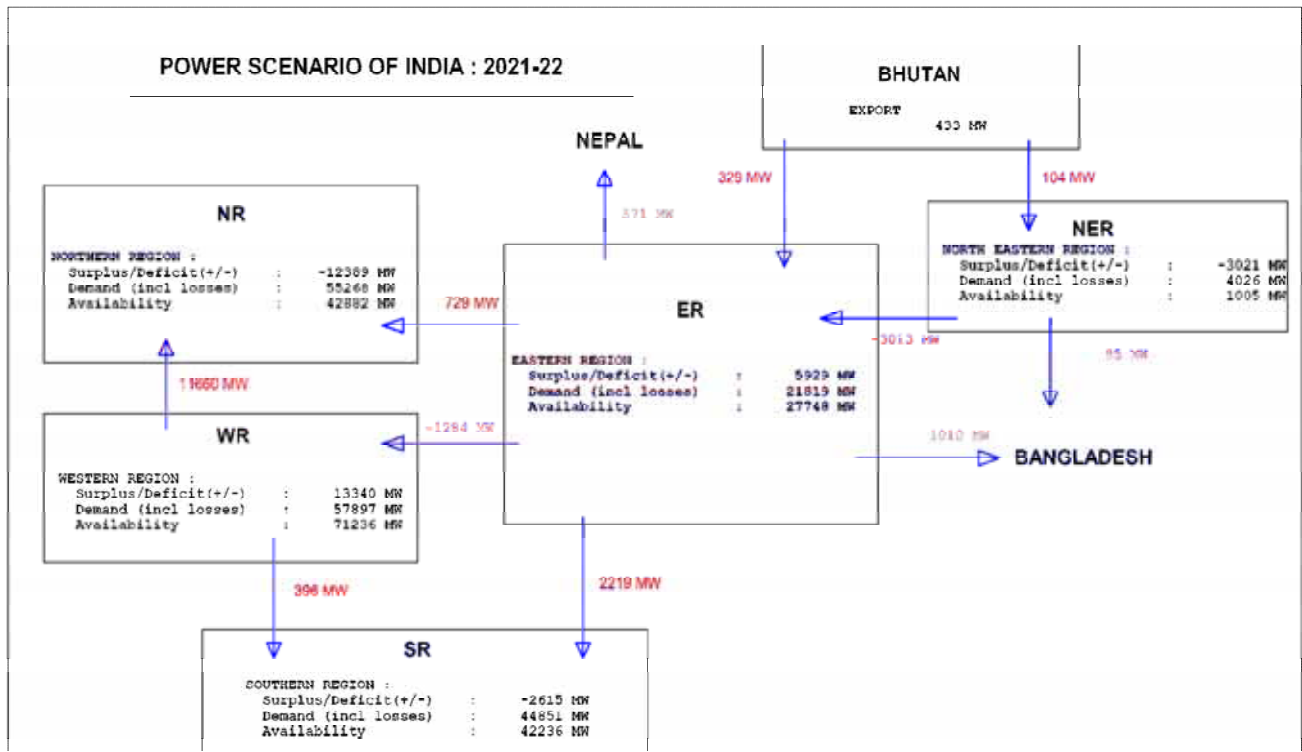 POWER SCENARIO OF INDIA : 2021-22
BHUTAN
EXPORT
433 MW
NEPAL
329 MW
104 MW
371 MW
NR
NORTHERN REGION :
Surplus/Deficit(+/-) : -12389 MW
Demand (incl losses) : 55268 MW
Availability : 42882 MW
NER
NORTH EASTERN REGION :
Surplus/Deficit(+/-) : -3021 MW
Demand (incl losses) : 4026 MW
Availability : 1005 MW
729 MW
ER
EASTERN REGION :
Surplus/Deficit(+/-) : 5929 MW
Demand (incl losses) : 21819 MW
Availability : 27748 MW
-3013 MW
95 MW
11660 MW
WR
WESTERN REGION :
Surplus/Deficit(+/-) : 13340 MW
Demand (incl losses) : 57897 MW
Availability : 71236 MW
-1284 MW
1010 MW
BANGLADESH
396 MW
2219 MW
SR
SOUTHERN REGION :
Surplus/Deficit(+/-) : -2615 MW
Demand (incl losses) : 44851 MW
Availability : 42236 MW